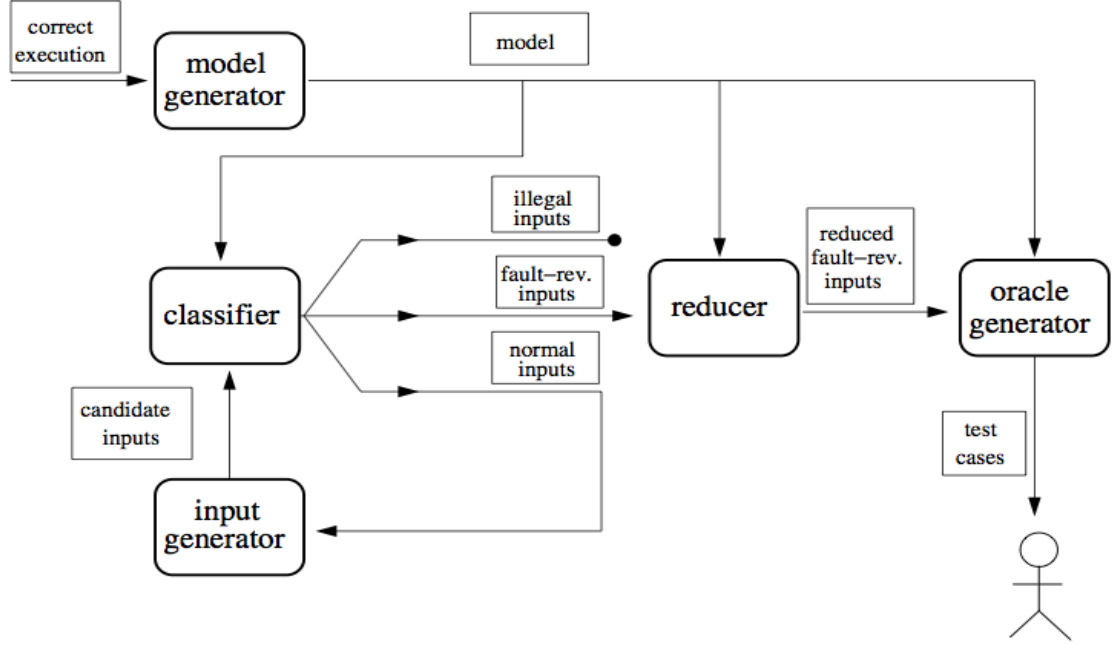 correct
execution
model
generator
model
illegal
inputs
fault–rev.
inputs
normal
inputs
classifier
reducer
reduced
fault–rev.
inputs
oracle
generator
candidate
inputs
input
generator
test
cases